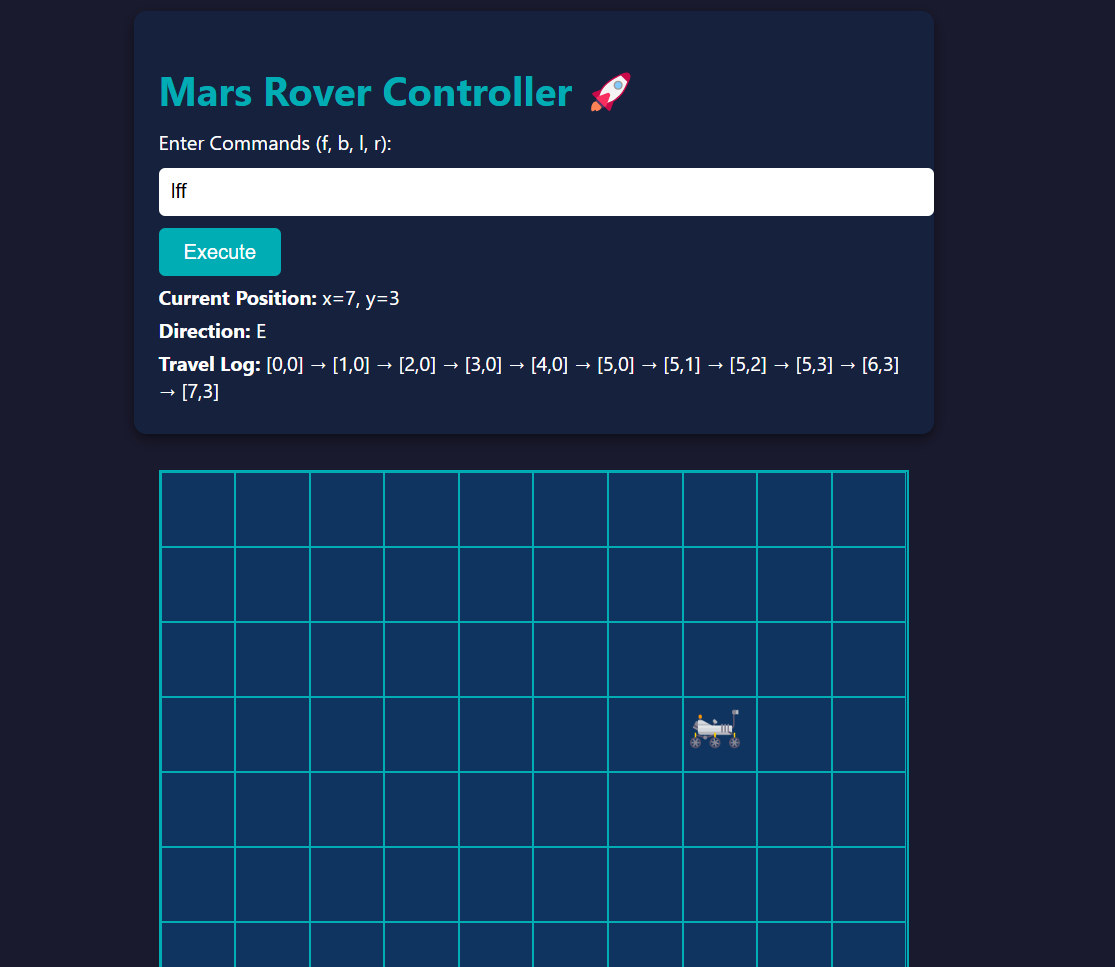 Mars Rover Controller 🚀
Enter Commands (f, b, l, r):
lff
Execute
Current Position: x=7, y=3
Direction: E
Travel Log: [0,0] → [1,0] → [2,0] → [3,0] → [4,0] → [5,0] → [5,1] → [5,2] → [5,3] → [6,3]
→ [7,3]